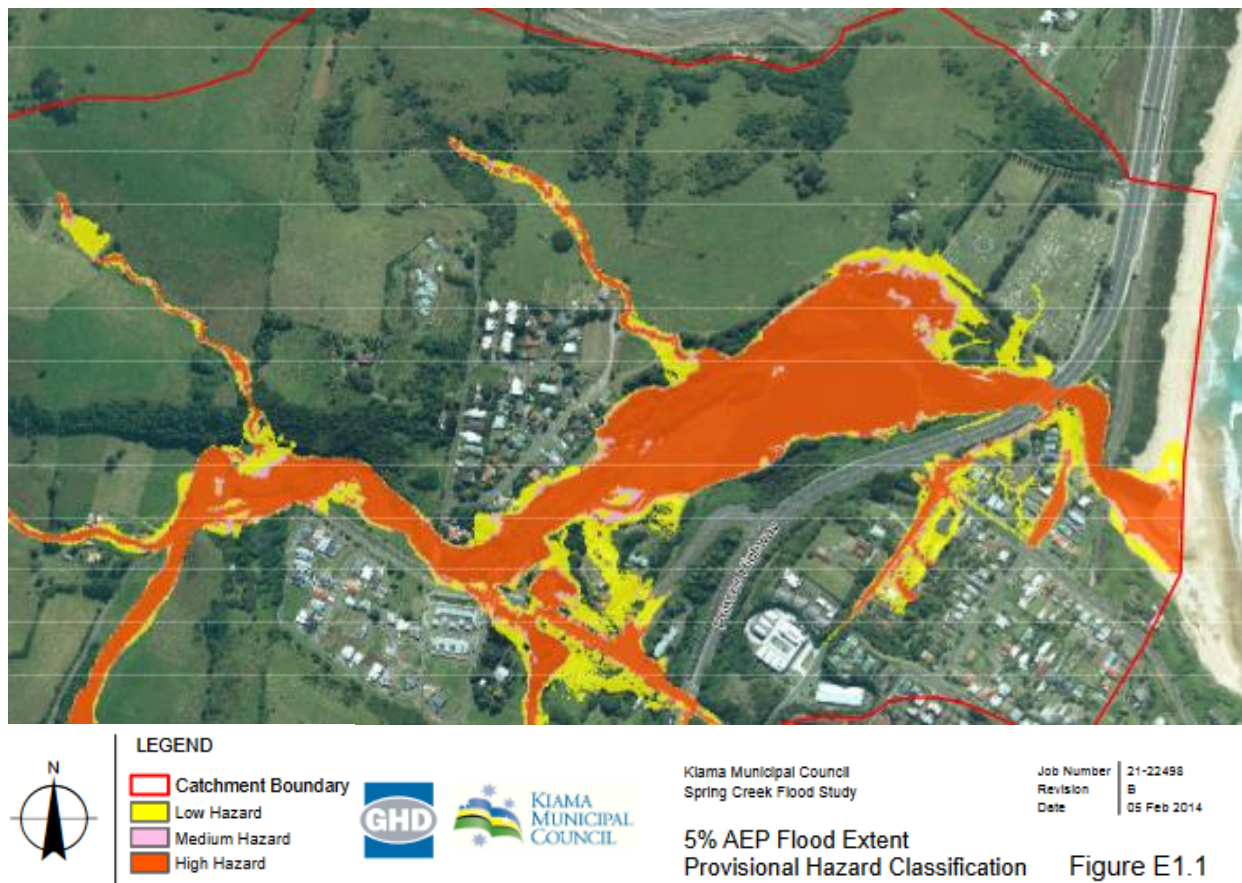 Princes Highway
LEGEND
Catchment Boundary
Low Hazard
Medium Hazard
High Hazard
N
GHD
KIAMA
MUNICIPAL
COUNCIL
Kiama Municipal Council
Spring Creek Flood Study
5% AEP Flood Extent
Provisional Hazard Classification
Job Number 21-22498
Revision B
Date 05 Feb 2014
Figure E1.1